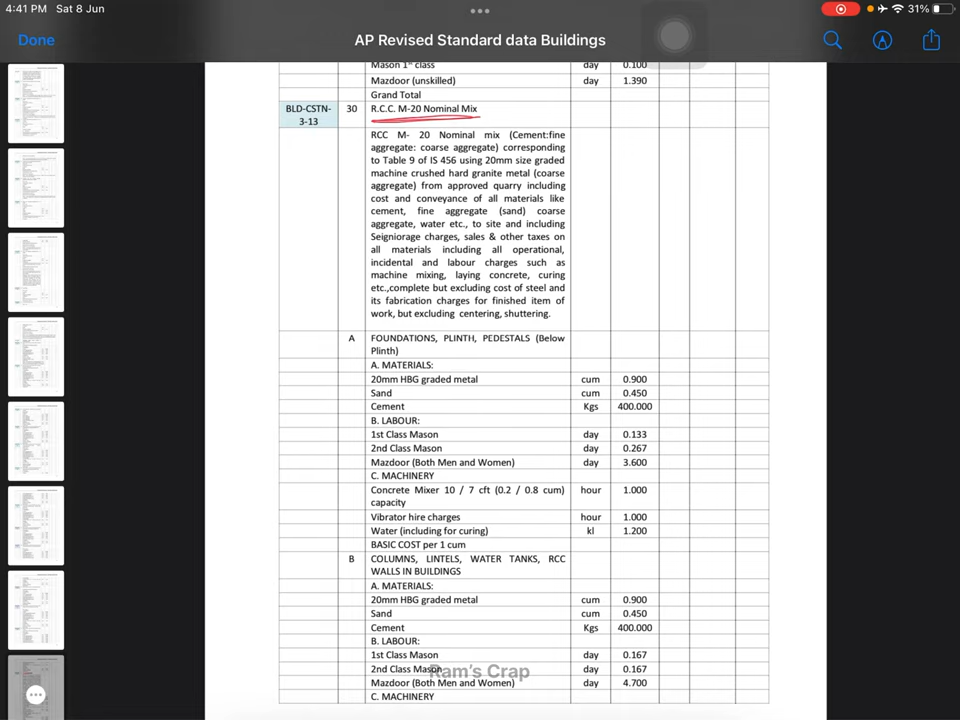 4:41 PM Sat 8 Jun
31%
Done
AP Revised Standard data Buildings
Mason 1st class day 0.100
Mazdoor (unskilled) day 1.390
Grand Total
BLD-CSTN-3-13 30 R.C.C. M-20 Nominal Mix
RCC M- 20 Nominal mix (Cement:fine
aggregate: coarse aggregate) corresponding
to Table 9 of IS 456 using 20mm size graded
machine crushed hard granite metal (coarse
aggregate) from approved quarry including
cost and conveyance of all materials like
cement, fine aggregate (sand) coarse
aggregate, water etc., to site and including
Seigniorage charges, sales & other taxes on
all materials including all operational,
incidental and labour charges such as
machine mixing, laying concrete, curing
etc.,complete but excluding cost of steel and
its fabrication charges for finished item of
work, but excluding centering, shuttering.
A FOUNDATIONS, PLINTH, PEDESTALS (Below
Plinth)
A. MATERIALS:
20mm HBG graded metal cum 0.900
Sand cum 0.450
Cement Kgs 400.000
B. LABOUR:
1st Class Mason day 0.133
2nd Class Mason day 0.267
Mazdoor (Both Men and Women) day 3.600
C. MACHINERY
Concrete Mixer 10 / 7 cft (0.2 / 0.8 cum) hour 1.000
capacity
Vibrator hire charges hour 1.000
Water (including for curing) kl 1.200
BASIC COST per 1 cum
B COLUMNS, LINTELS, WATER TANKS, RCC
WALLS IN BUILDINGS
A. MATERIALS:
20mm HBG graded metal cum 0.900
Sand cum 0.450
Cement Kgs 400.000
B. LABOUR:
1st Class Mason day 0.167
2nd Class Mason day 0.167
Ram's Crap
Mazdoor (Both Men and Women) day 4.700
C. MACHINERY